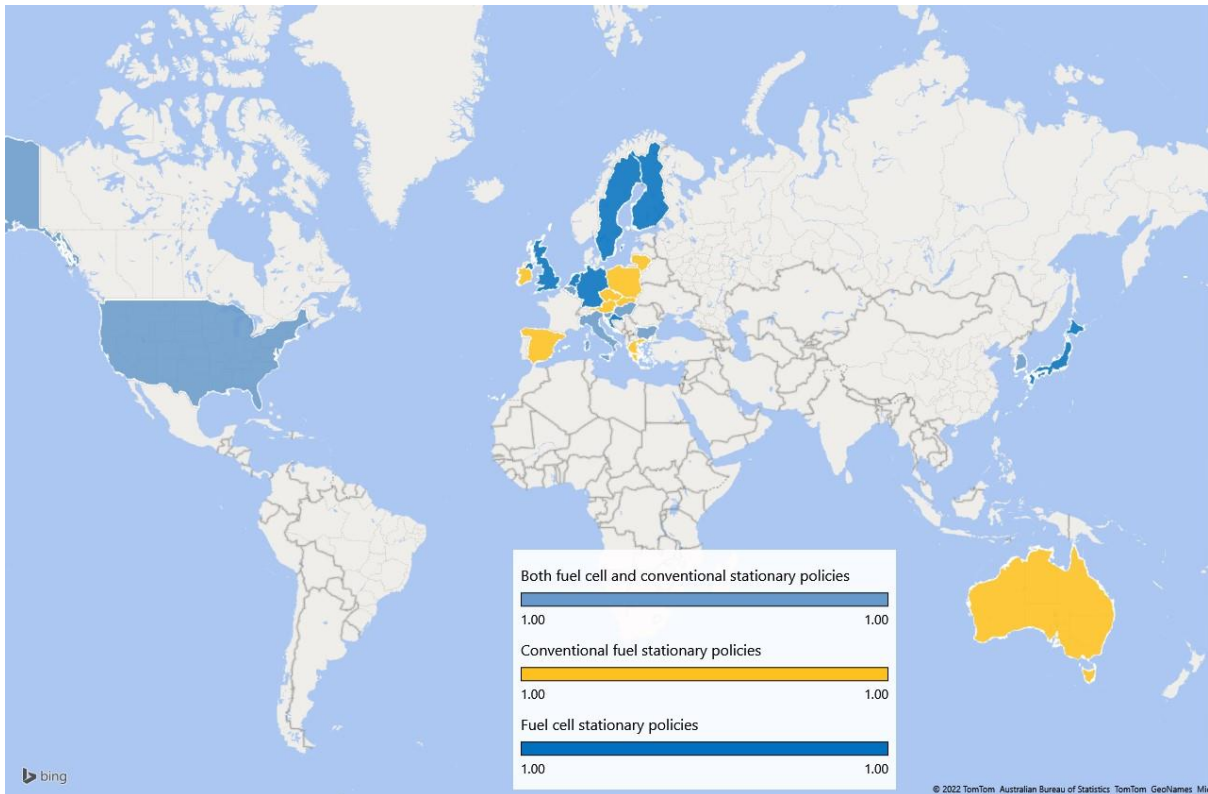 Both fuel cell and conventional stationary policies
1.00 1.00
Conventional fuel stationary policies
1.00 1.00
Fuel cell stationary policies
1.00 1.00
bing
© 2022 TomTom Australian Bureau of Statistics TomTom GeoNames Mi